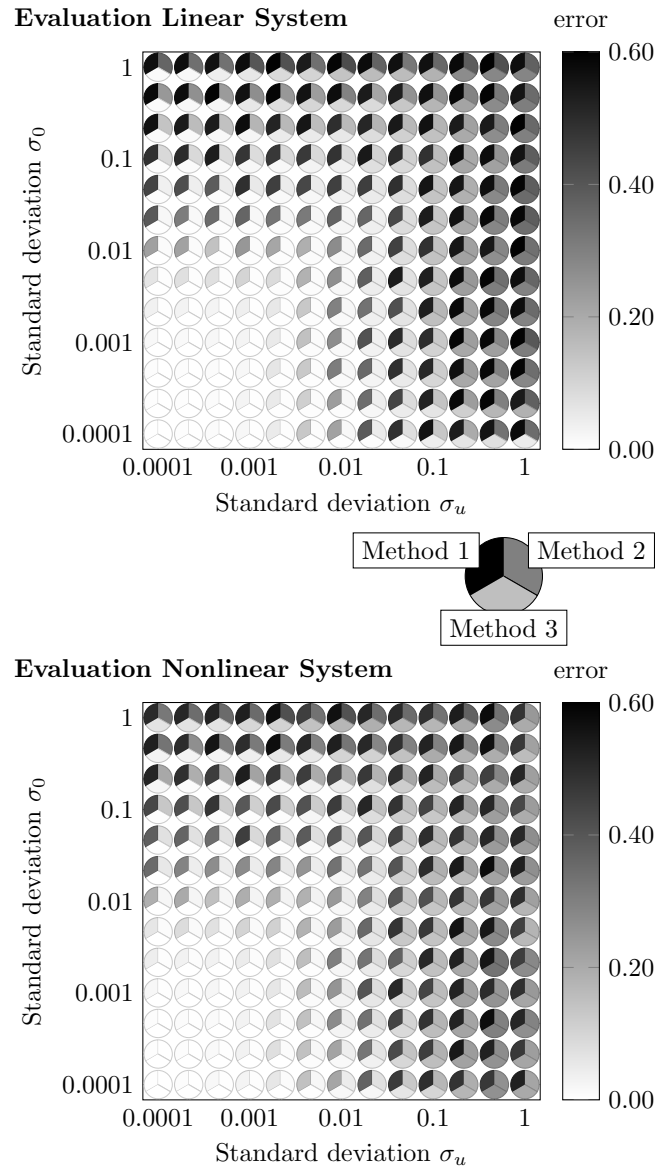 Evaluation Linear System
error
Standard deviation σ0
1
0.1
0.01
0.001
0.0001
0.60
0.40
0.20
0.00
0.0001 0.001 0.01 0.1 1
Standard deviation σu
Method 1
Method 2
Method 3
Evaluation Nonlinear System
error
Standard deviation σ0
1
0.1
0.01
0.001
0.0001
0.60
0.40
0.20
0.00
0.0001 0.001 0.01 0.1 1
Standard deviation σu